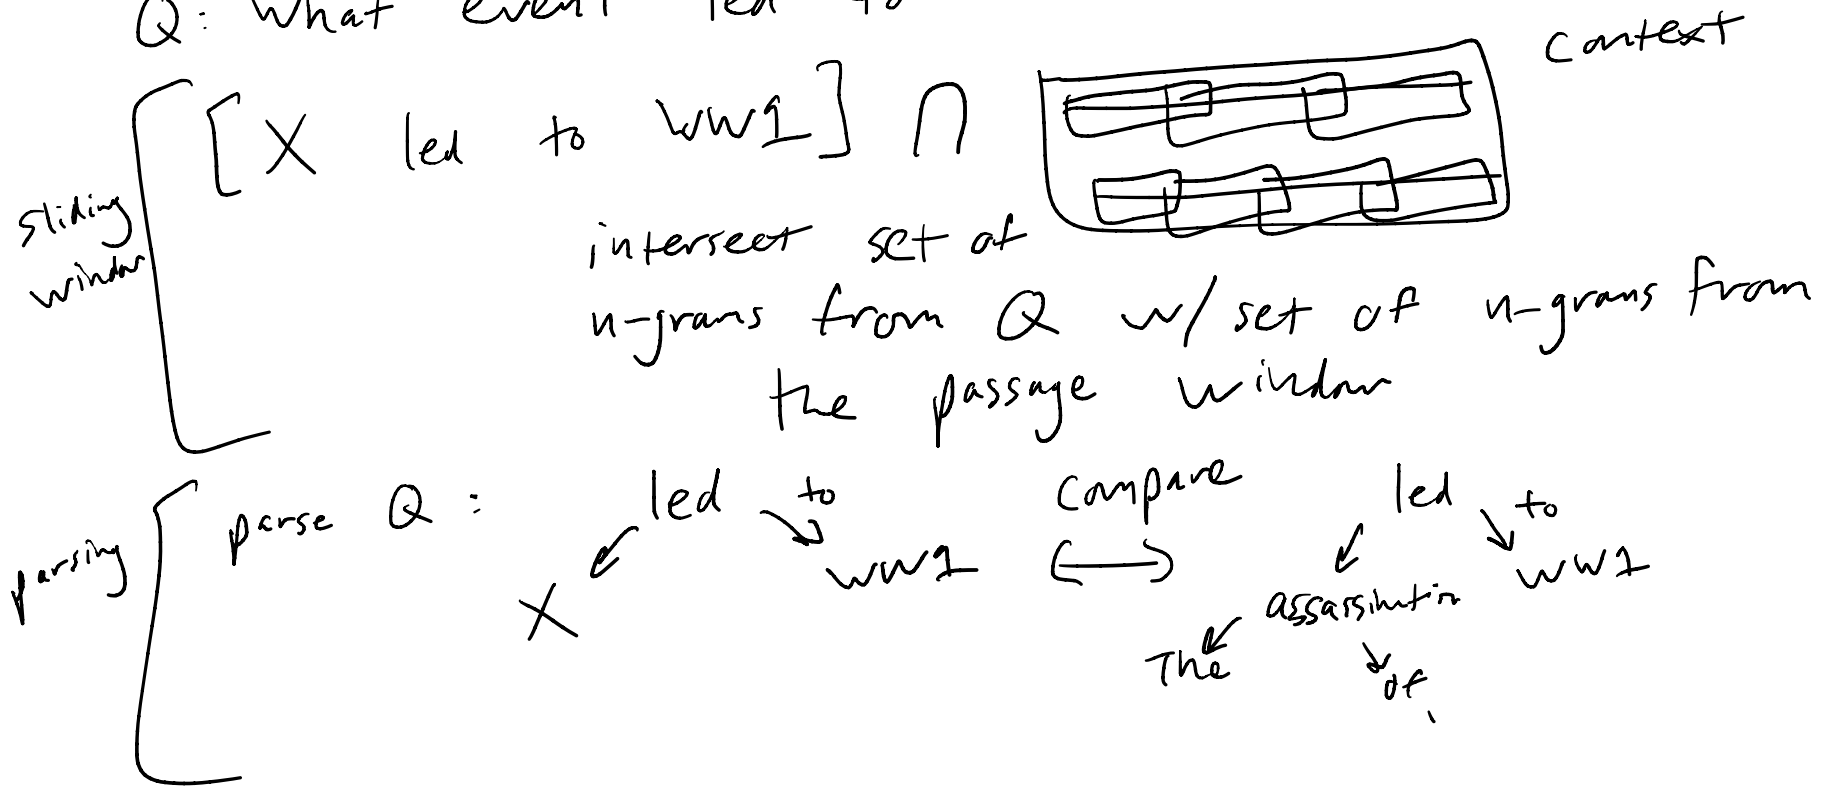 Q: What event led to
context
[X led to WW1] ∩
sliding
window
intersect set of
n-grams from Q w/ set of n-grams from
the passage window
parsing
parse Q:
led to
X WW1
compare
led to
assassination WW1
The of